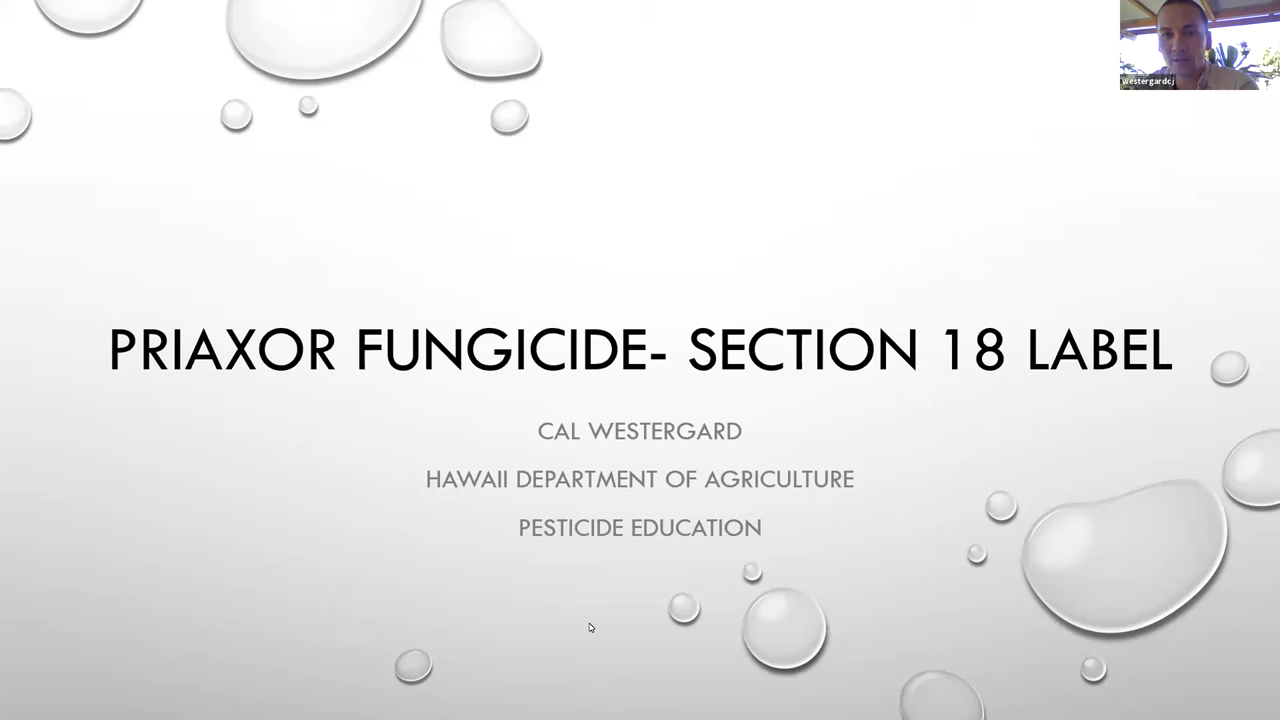 westergardcj
PRIAXOR FUNGICIDE- SECTION 18 LABEL
CAL WESTERGARD
HAWAII DEPARTMENT OF AGRICULTURE
PESTICIDE EDUCATION